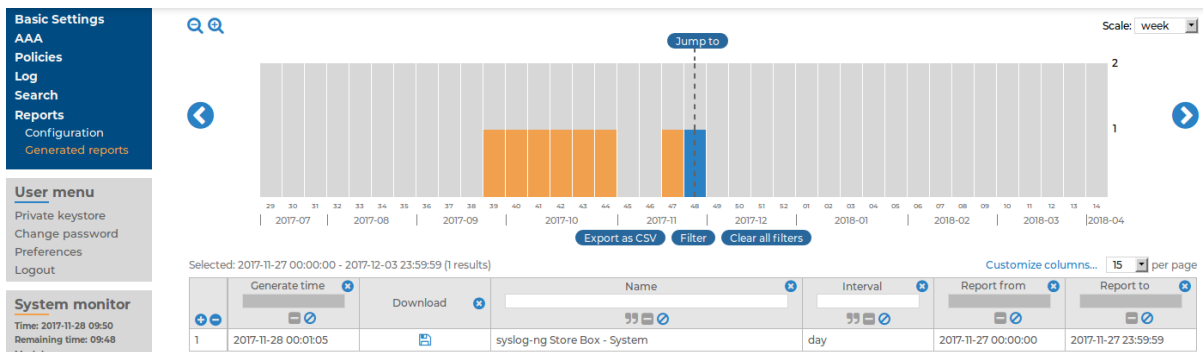 Basic Settings
AAA
Policies
Log
Search
Reports
Configuration
Generated reports
User menu
Private keystore
Change password
Preferences
Logout
System monitor
Time: 2017-11-28 09:50
Remaining time: 09:48
Scale: week
Jump to
2
1
29 30 31 32 33 34 35 36 37 38 39 40 41 42 43 44 45 46 47 48 49 50 51 52 01 02 03 04 05 06 07 08 09 10 11 12 13 14
2017-07 2017-08 2017-09 2017-10 2017-11 2017-12 2018-01 2018-02 2018-03 2018-04
Export as CSV Filter Clear all filters
Selected: 2017-11-27 00:00:00 - 2017-12-03 23:59:59 (1 results)
Customize columns... 15 per page
Generate time Download Name Interval Report from Report to
1 2017-11-28 00:01:05 syslog-ng Store Box - System day 2017-11-27 00:00:00 2017-11-27 23:59:59